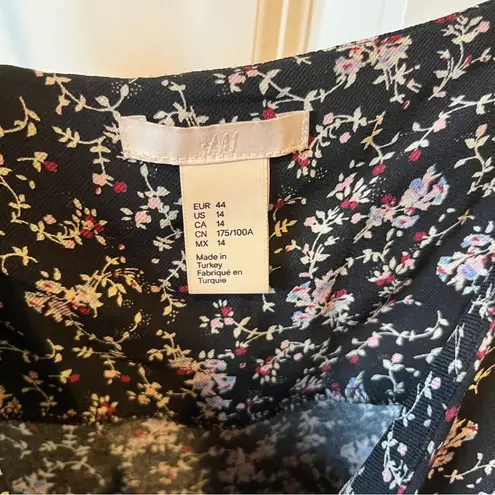 H&M
EUR 44
US 14
CA 14
CN 175/100A
MX 14
Made in
Turkey
Fabriqué en
Turquie